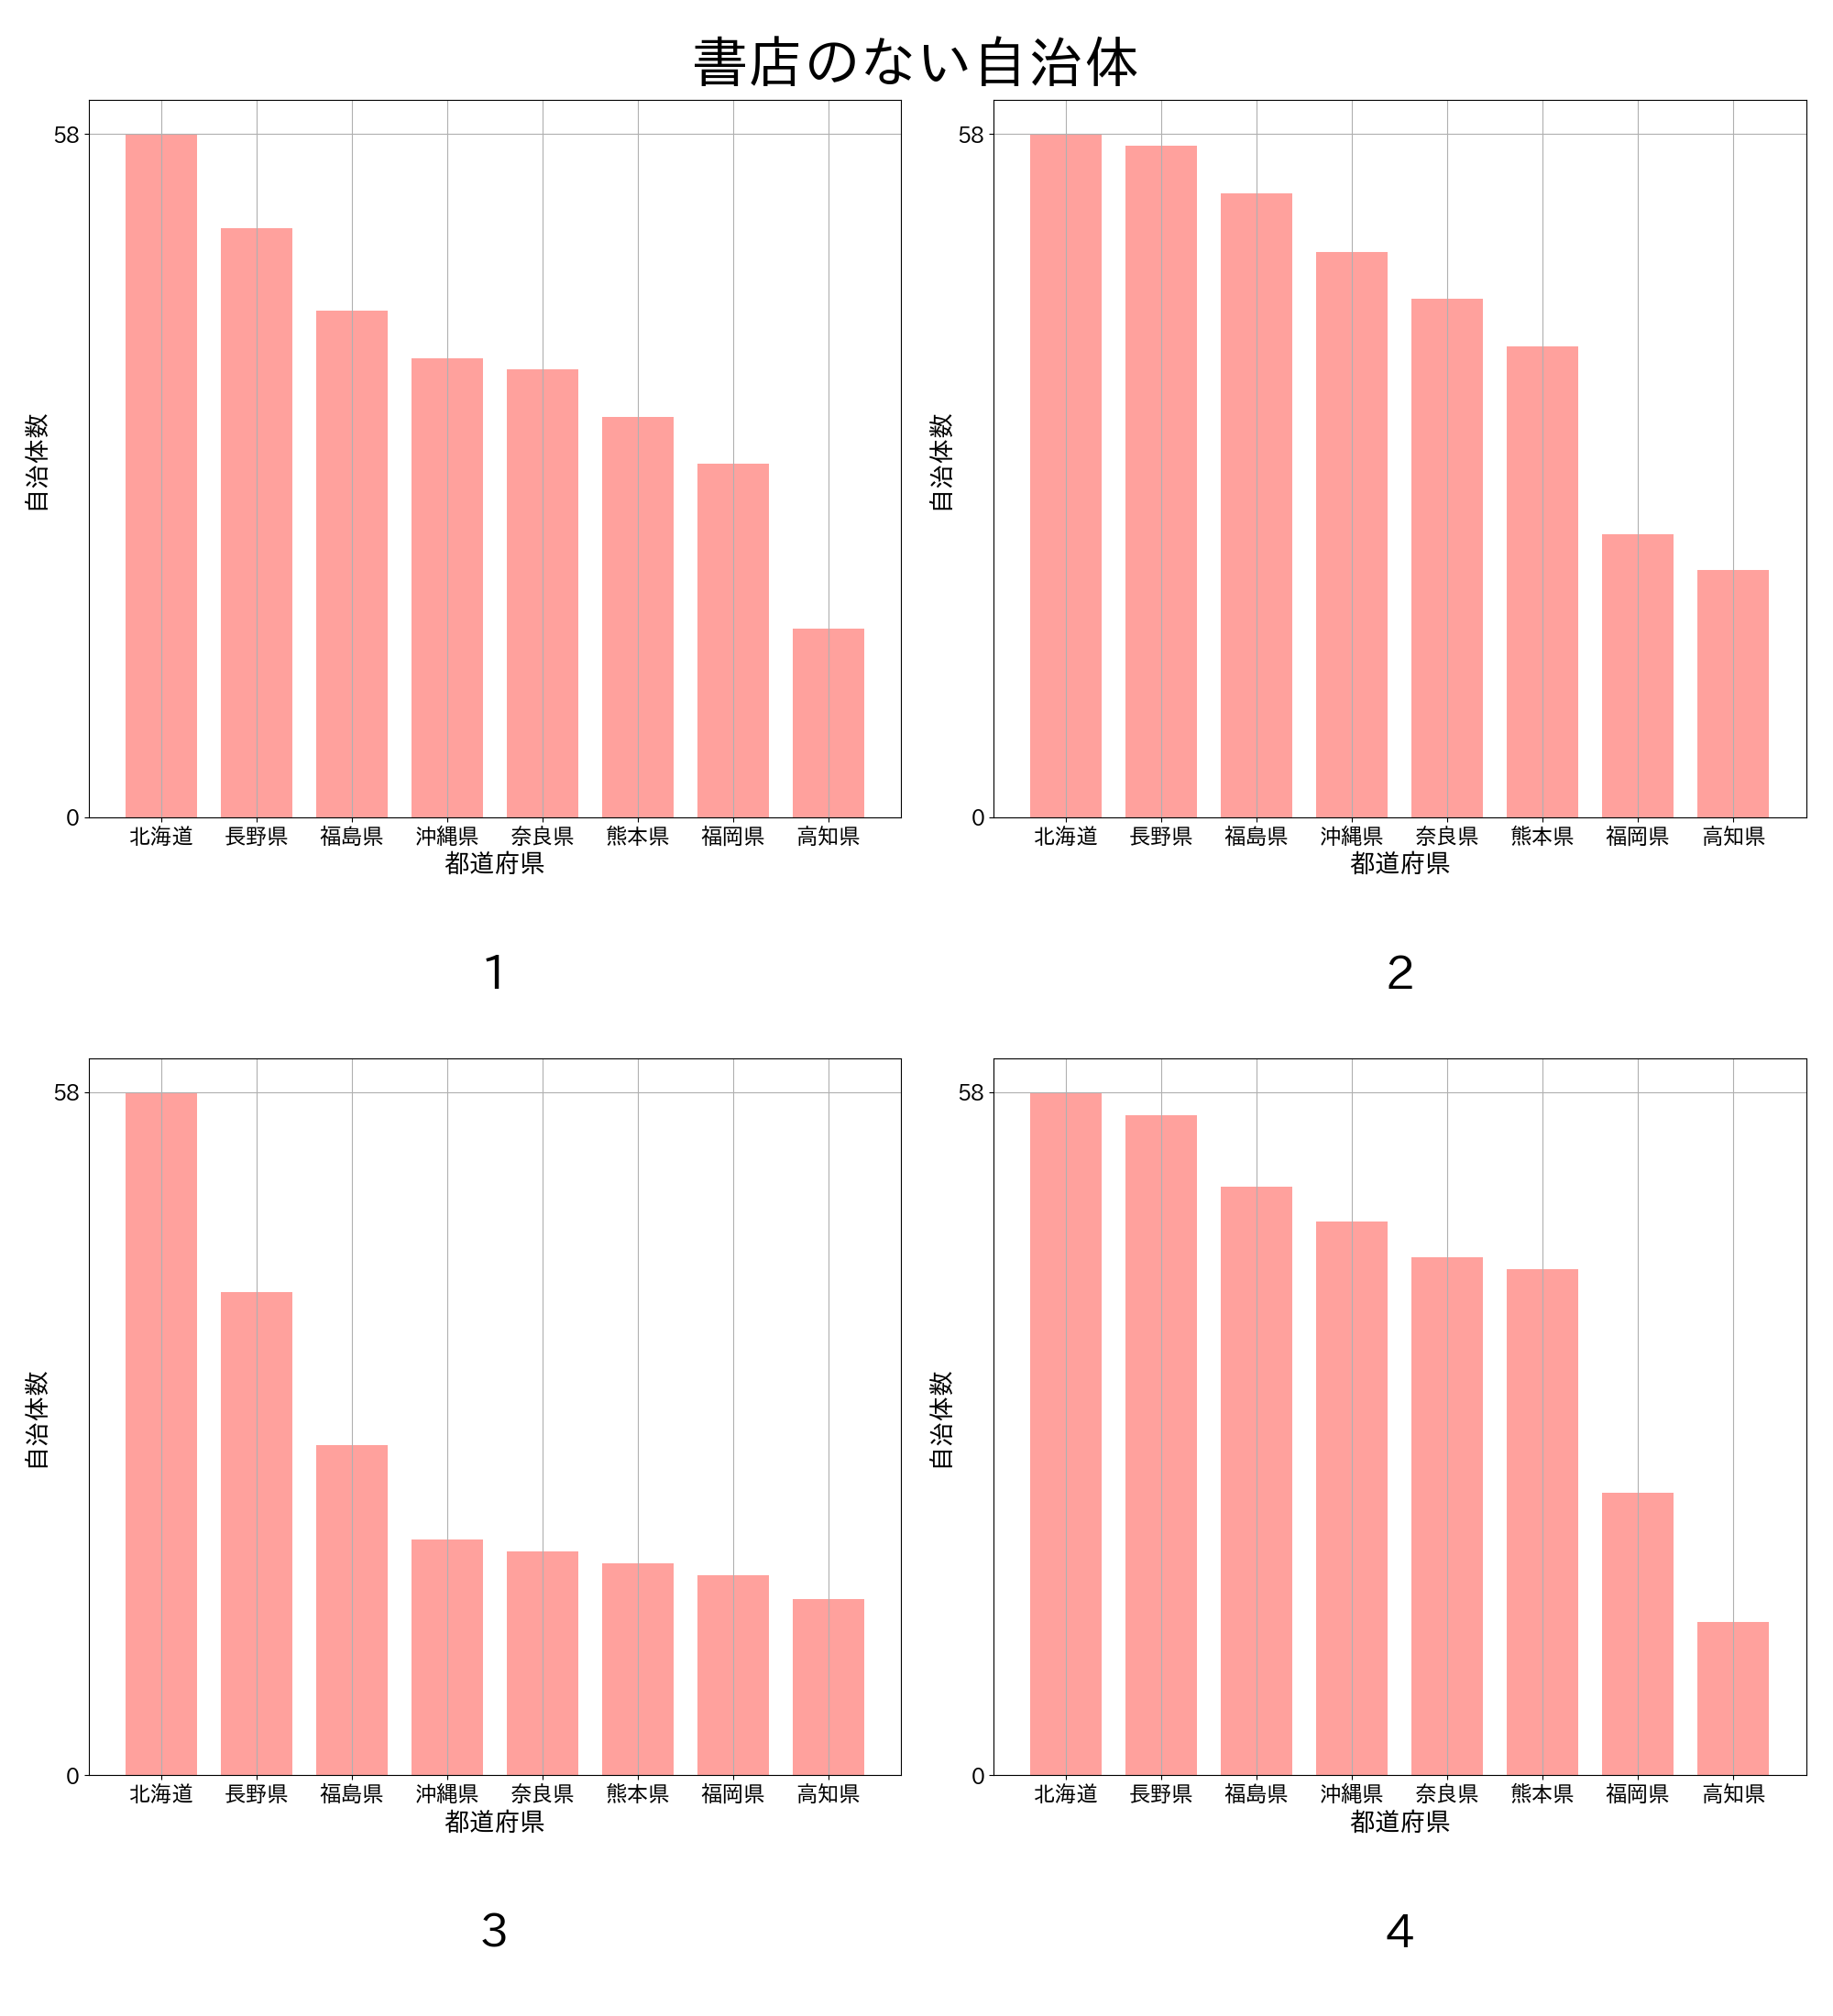 書店のない自治体
58
0
自治体数
北海道 長野県 福島県 沖縄県 奈良県 熊本県 福岡県 高知県
都道府県
1
58
0
自治体数
北海道 長野県 福島県 沖縄県 奈良県 熊本県 福岡県 高知県
都道府県
2
58
0
自治体数
北海道 長野県 福島県 沖縄県 奈良県 熊本県 福岡県 高知県
都道府県
3
58
0
自治体数
北海道 長野県 福島県 沖縄県 奈良県 熊本県 福岡県 高知県
都道府県
4